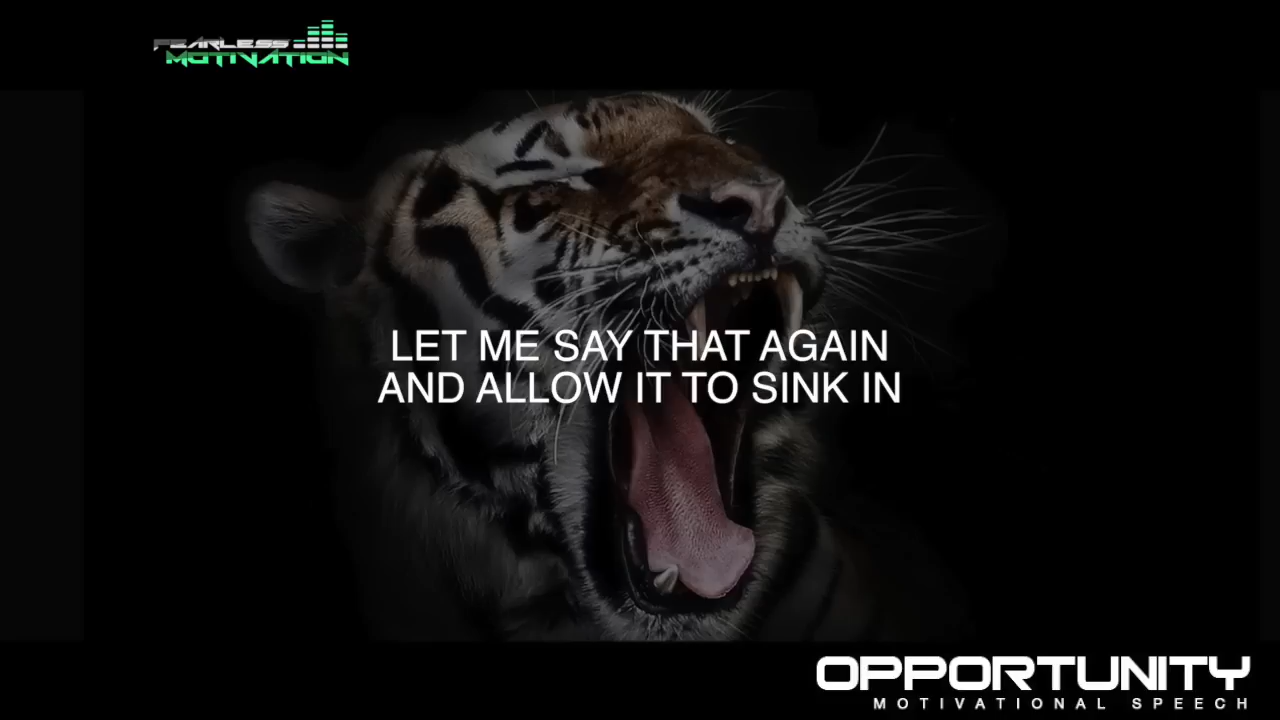 FEARLESS
MOTIVATION
LET ME SAY THAT AGAIN
AND ALLOW IT TO SINK IN
OPPORTUNITY
MOTIVATIONAL SPEECH